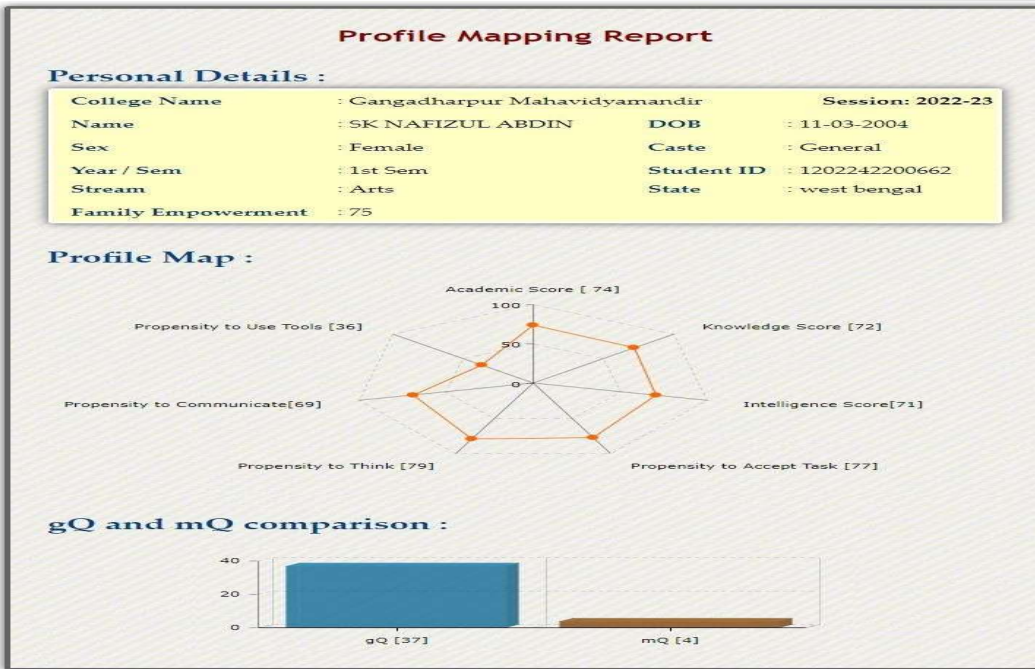 Profile Mapping Report
Personal Details :
College Name : Gangadharpur Mahavidyamandir Session: 2022-23
Name : SK NAFIZUL ABDIN DOB : 11-03-2004
Sex : Female Caste : General
Year / Sem : 1st Sem Student ID : 1202242200662
Stream : Arts State : west bengal
Family Empowerment : 75
Profile Map :
Academic Score [ 74]
100
Propensity to Use Tools [36] Knowledge Score [72]
50
0
Propensity to Communicate[69] Intelligence Score[71]
Propensity to Think [79] Propensity to Accept Task [77]
gQ and mQ comparison :
40
20
0
gQ [37] mQ [4]